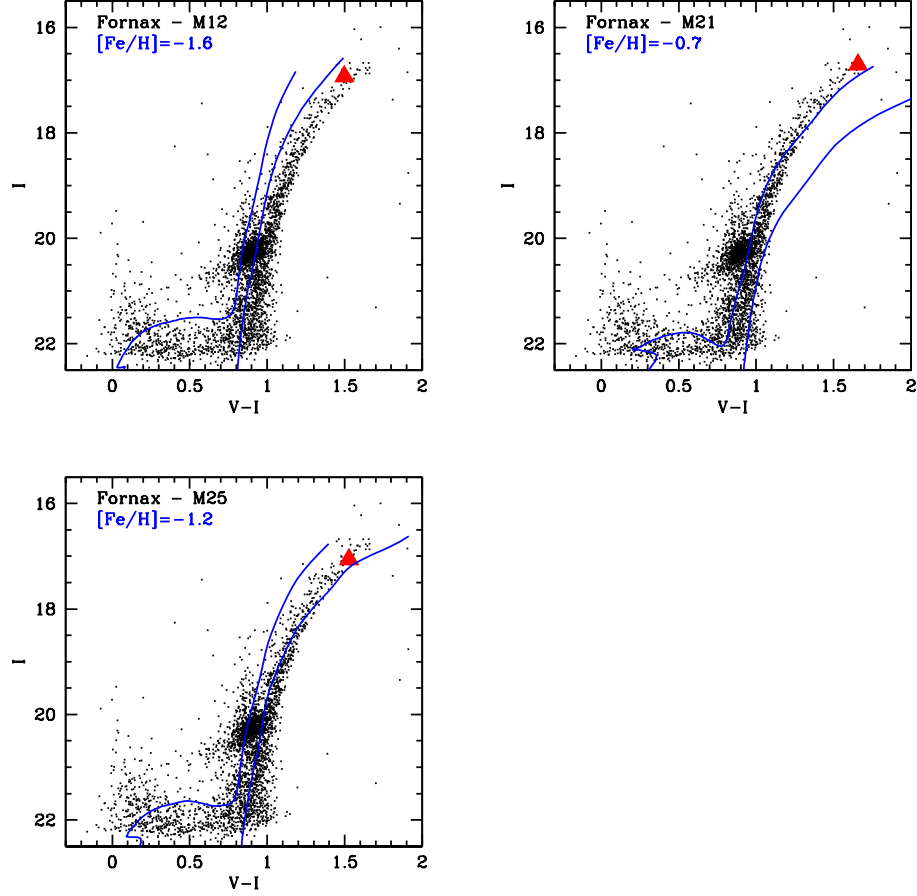 Fornax - M12
[Fe/H]=-1.6
16
18
20
22
I
0
0.5
1
1.5
2
V-I
Fornax - M21
[Fe/H]=-0.7
16
18
20
22
I
0
0.5
1
1.5
2
V-I
Fornax - M25
[Fe/H]=-1.2
16
18
20
22
I
0
0.5
1
1.5
2
V-I